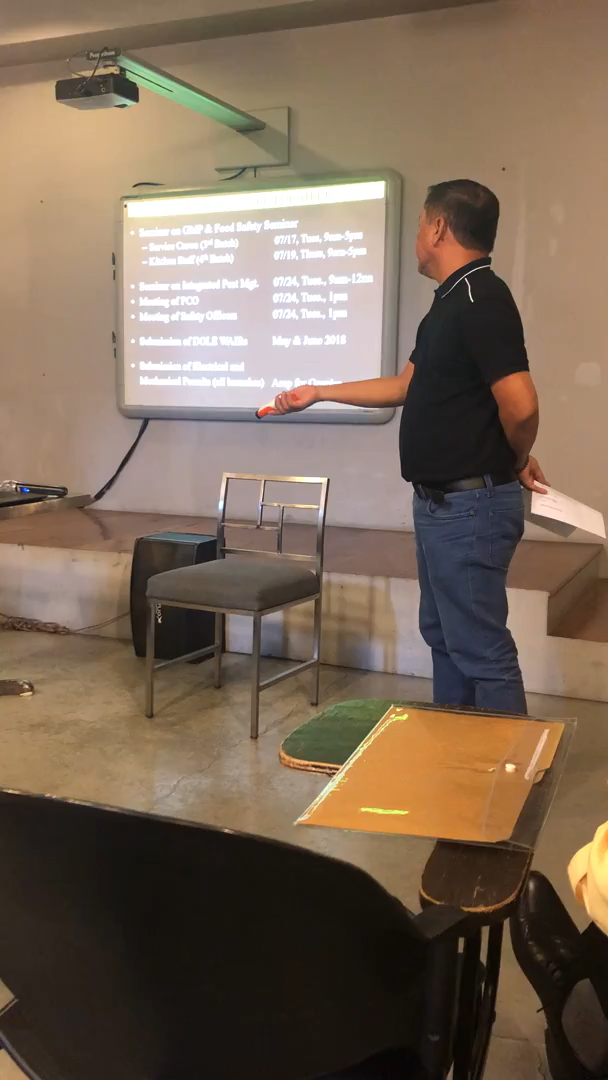 • Seminar on GMP & Food Safety Seminar
– Service Crews (3rd Batch) 07/17, Tues, 9am-5pm
– Kitchen Staff (4th Batch) 07/19, Thurs, 9am-5pm
• Seminar on Integrated Pest Mgt. 07/24, Tues., 9am-12nn
• Meeting of PCO 07/24, Tues., 1pm
• Meeting of Safety Officers 07/24, Tues., 1pm
• Submission of DOLE WAIRs May & June 2018
• Submission of Electrical and
Mechanical Permits (all branches)